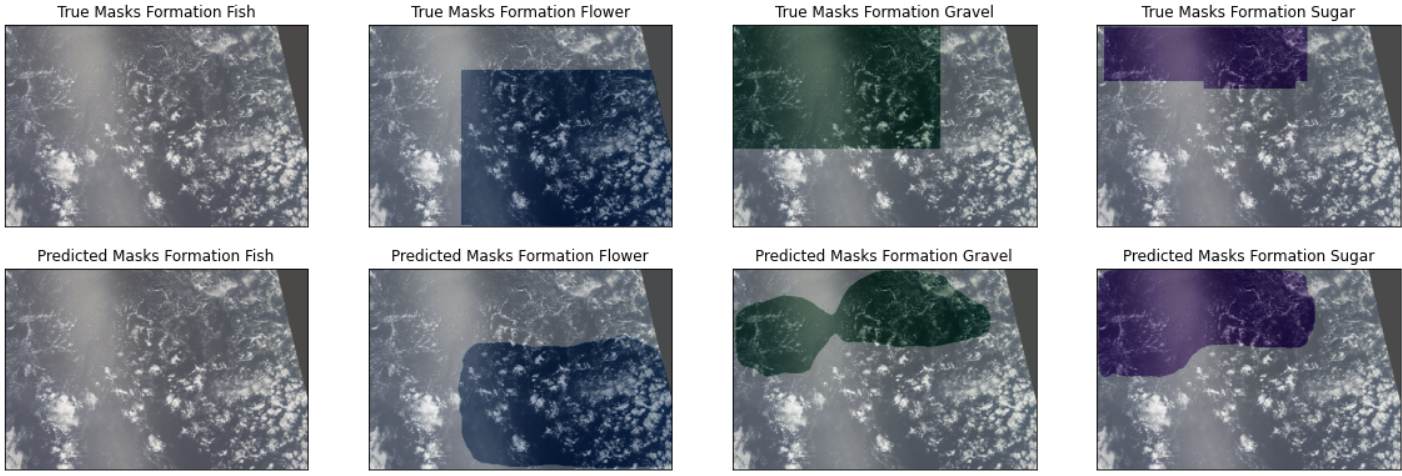 True Masks Formation Fish
True Masks Formation Flower
True Masks Formation Gravel
True Masks Formation Sugar
Predicted Masks Formation Fish
Predicted Masks Formation Flower
Predicted Masks Formation Gravel
Predicted Masks Formation Sugar